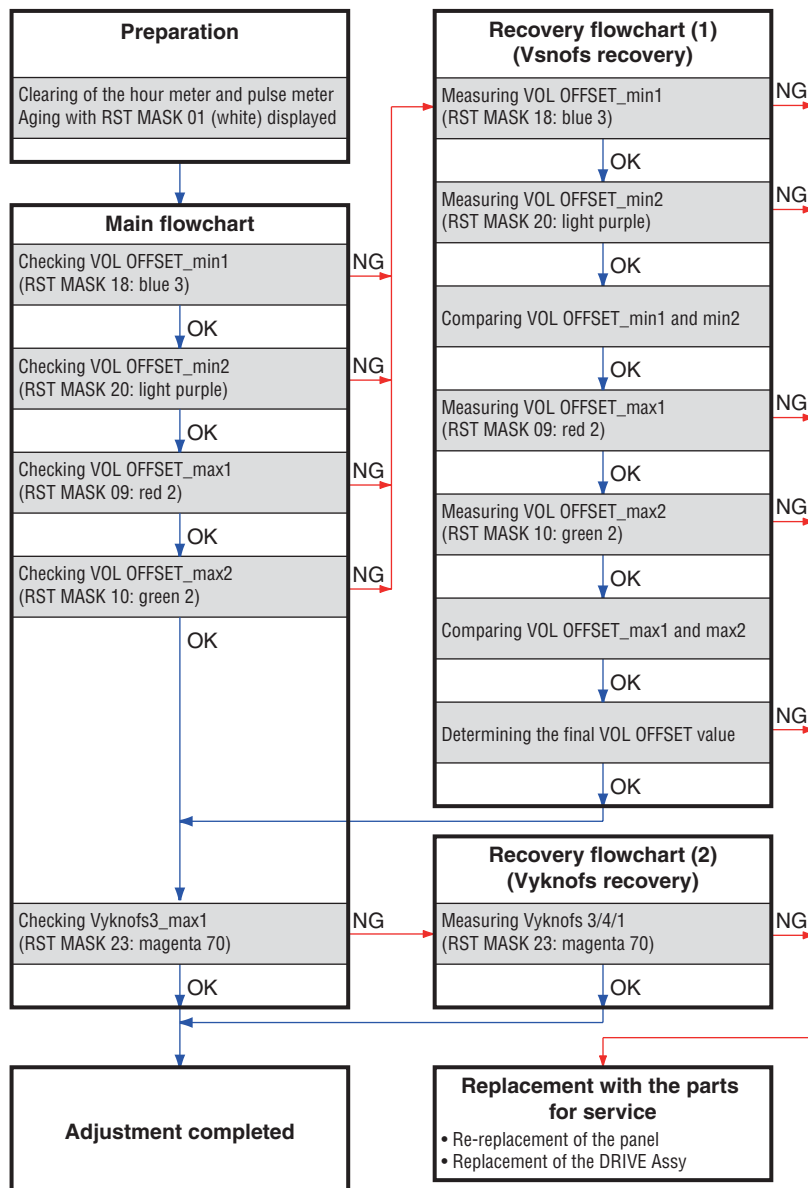 Preparation
Clearing of the hour meter and pulse meter
Aging with RST MASK 01 (white) displayed
Main flowchart
Checking VOL OFFSET_min1
(RST MASK 18: blue 3)
NG
OK
Checking VOL OFFSET_min2
(RST MASK 20: light purple)
NG
OK
Checking VOL OFFSET_max1
(RST MASK 09: red 2)
NG
OK
Checking VOL OFFSET_max2
(RST MASK 10: green 2)
NG
OK
Checking Vyknofs3_max1
(RST MASK 23: magenta 70)
NG
OK
Adjustment completed
Recovery flowchart (1)
(Vsnofs recovery)
Measuring VOL OFFSET_min1
(RST MASK 18: blue 3)
NG
OK
Measuring VOL OFFSET_min2
(RST MASK 20: light purple)
NG
OK
Comparing VOL OFFSET_min1 and min2
OK
Measuring VOL OFFSET_max1
(RST MASK 09: red 2)
NG
OK
Measuring VOL OFFSET_max2
(RST MASK 10: green 2)
NG
OK
Comparing VOL OFFSET_max1 and max2
OK
Determining the final VOL OFFSET value
NG
OK
Recovery flowchart (2)
(Vyknofs recovery)
Measuring Vyknofs 3/4/1
(RST MASK 23: magenta 70)
NG
OK
Replacement with the parts
for service
• Re-replacement of the panel
• Replacement of the DRIVE Assy